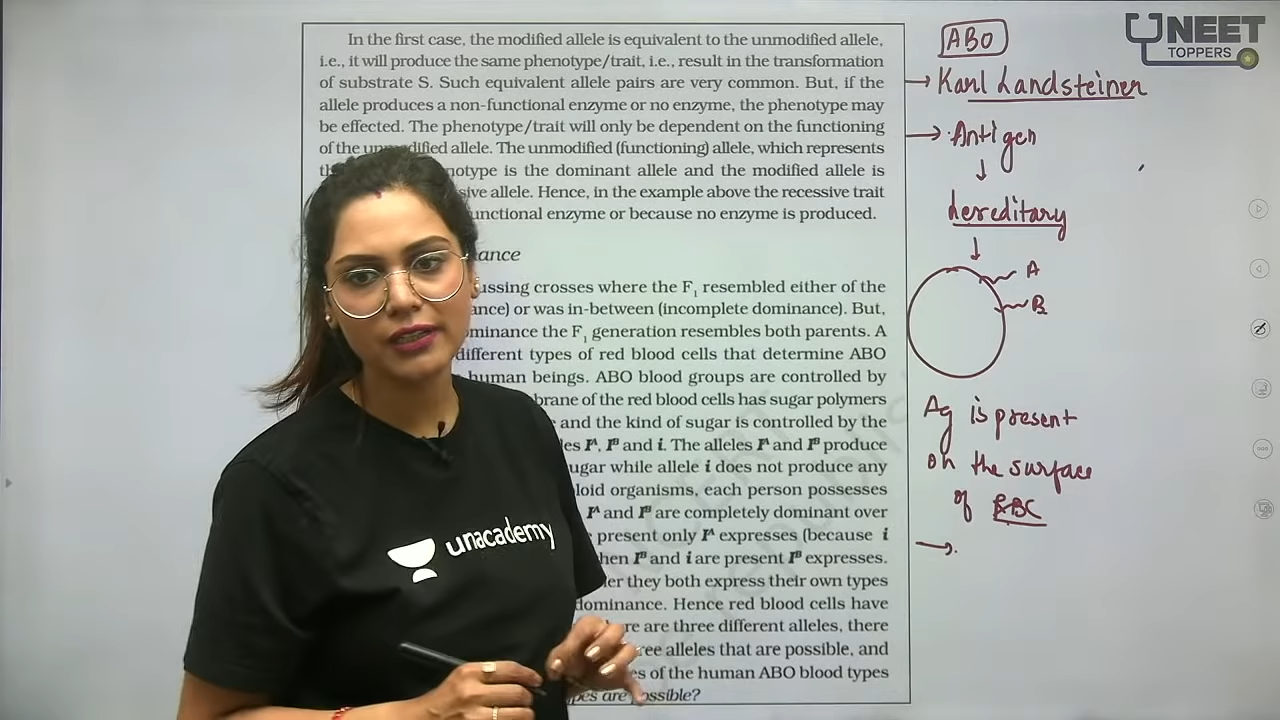 In the first case, the modified allele is equivalent to the unmodified allele,
i.e., it will produce the same phenotype/trait, i.e., result in the transformation
of substrate S. Such equivalent allele pairs are very common. But, if the
allele produces a non-functional enzyme or no enzyme, the phenotype may
be effected. The phenotype/trait will only be dependent on the functioning
of the unmodified allele. The unmodified (functioning) allele, which represents
notype is the dominant allele and the modified allele is
sive allele. Hence, in the example above the recessive trait
unctional enzyme or because no enzyme is produced.
ance
ussing crosses where the F1 resembled either of the
ance) or was in-between (incomplete dominance). But,
ominance the F1 generation resembles both parents. A
different types of red blood cells that determine ABO
human beings. ABO blood groups are controlled by
brane of the red blood cells has sugar polymers
and the kind of sugar is controlled by the
les Iᴬ, Iᴮ and i. The alleles Iᴬ and Iᴮ produce
ugar while allele i does not produce any
loid organisms, each person possesses
Iᴬ and Iᴮ are completely dominant over
present only Iᴬ expresses (because i
hen Iᴮ and i are present Iᴮ expresses.
er they both express their own types
dominance. Hence red blood cells have
here are three different alleles, there
ree alleles that are possible, and
es of the human ABO blood types
pes are possible?
ABO
→ Karl Landsteiner
→ Antigen
↓
hereditary
↓
A
B
Ag is present
on the surface
of RBC
→
UNEET
TOPPERS
unacademy